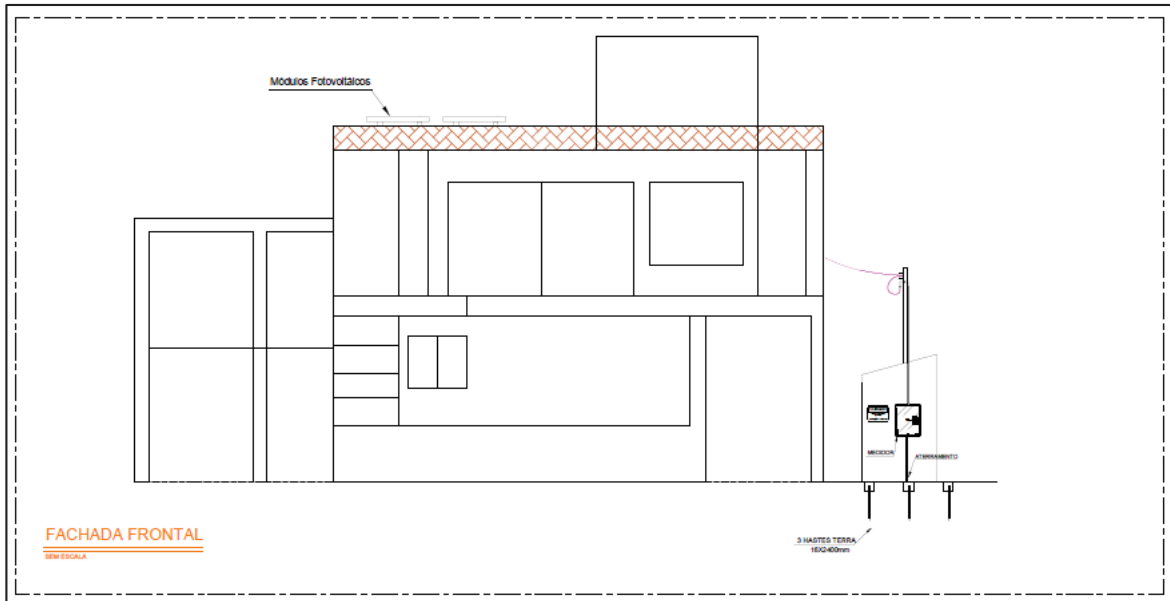 Módulos Fotovoltáicos
MEDIDOR
ATERRAMENTO
3 HASTES TERRA
16X2400mm
FACHADA FRONTAL
SEM ESCALA